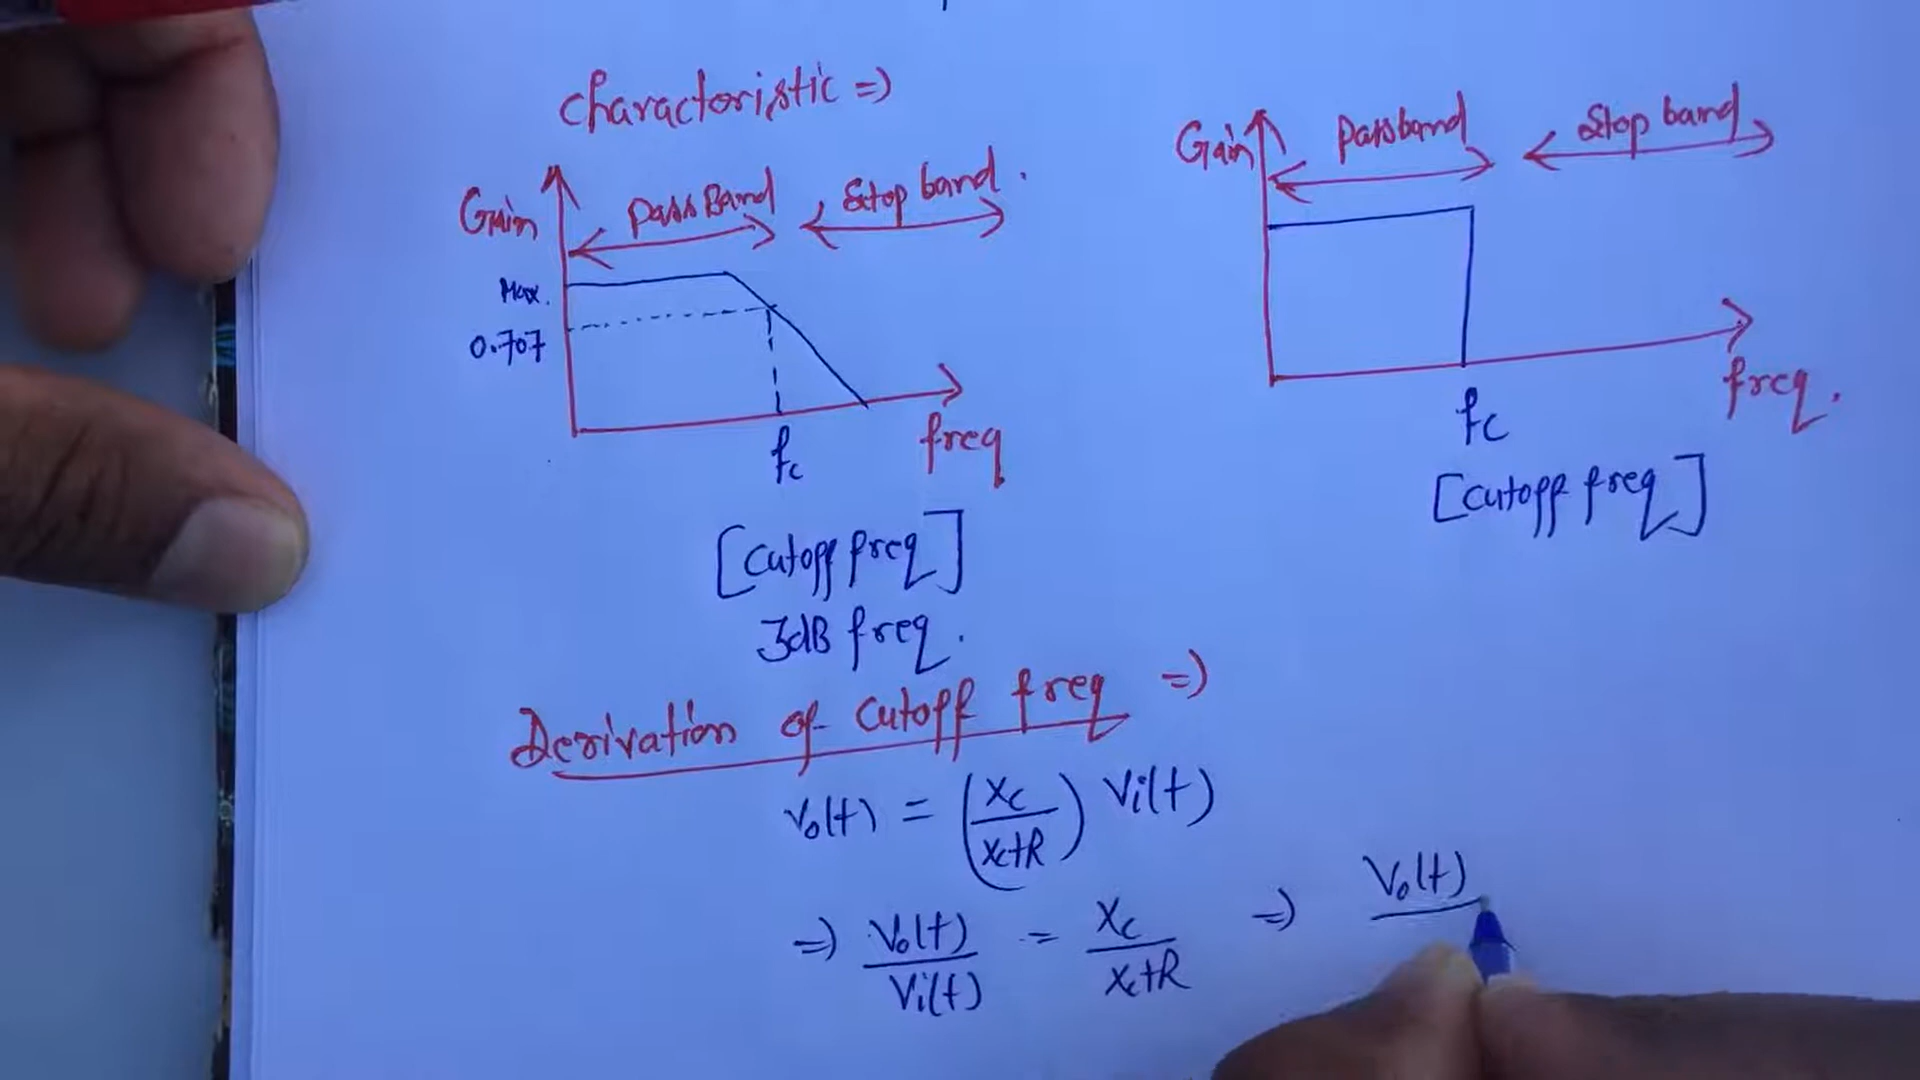 Charactoristic =)
Gain
Pass Band
Stop band.
Max.
0.707
fc
freq
[Cutoff freq]
3dB freq.
Gain
Passband
Stop band
fc
freq.
[Cutoff freq]
Derivation of Cutoff freq =)
Vo(t) = (Xc / Xc+R) Vi(t)
=) Vo(t) / Vi(t) = Xc / Xc+R =) Vo(t)